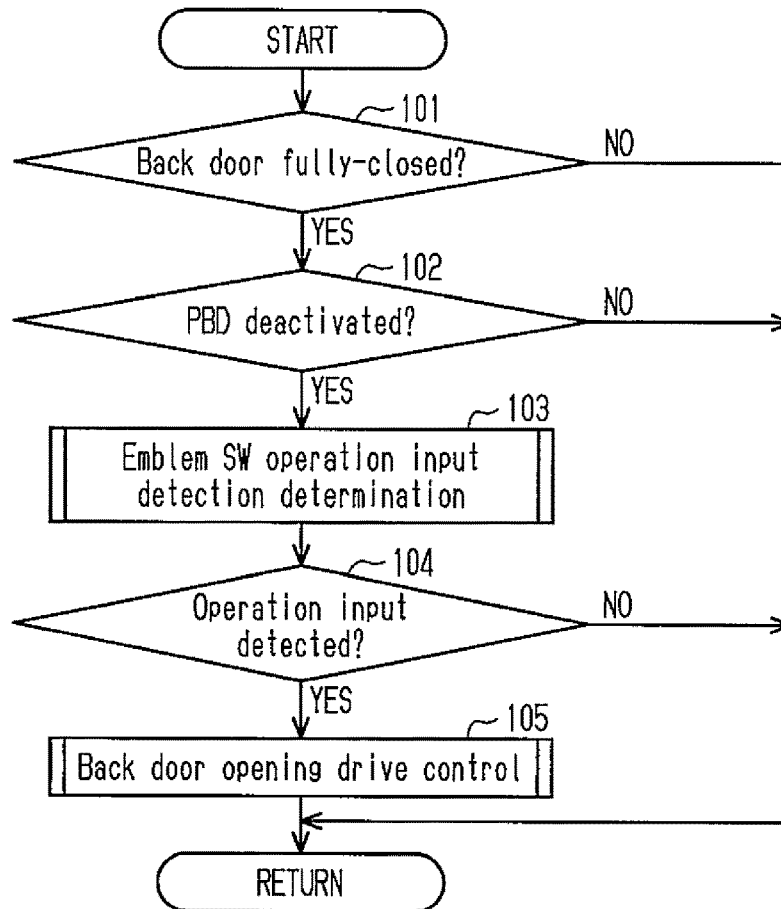 START
101
Back door fully-closed?
NO
YES
102
PBD deactivated?
NO
YES
103
Emblem SW operation input
detection determination
104
Operation input
detected?
NO
YES
105
Back door opening drive control
RETURN